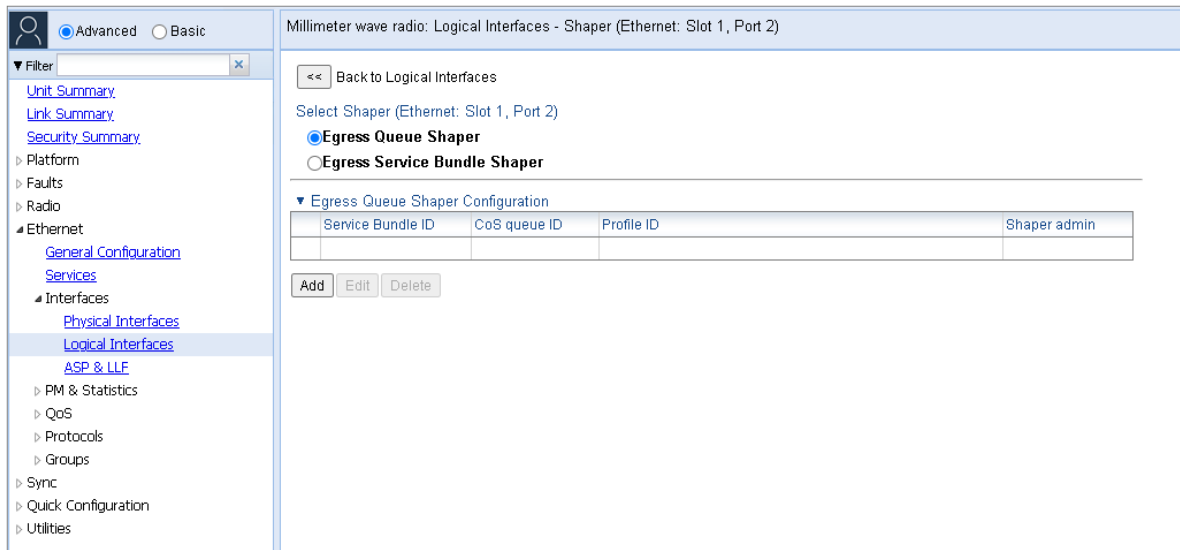 Advanced Basic
Filter
Unit Summary
Link Summary
Security Summary
Platform
Faults
Radio
Ethernet
General Configuration
Services
Interfaces
Physical Interfaces
Logical Interfaces
ASP & LLF
PM & Statistics
QoS
Protocols
Groups
Sync
Quick Configuration
Utilities
Millimeter wave radio: Logical Interfaces - Shaper (Ethernet: Slot 1, Port 2)
<< Back to Logical Interfaces
Select Shaper (Ethernet: Slot 1, Port 2)
Egress Queue Shaper
Egress Service Bundle Shaper
Egress Queue Shaper Configuration
Service Bundle ID CoS queue ID Profile ID Shaper admin
Add Edit Delete